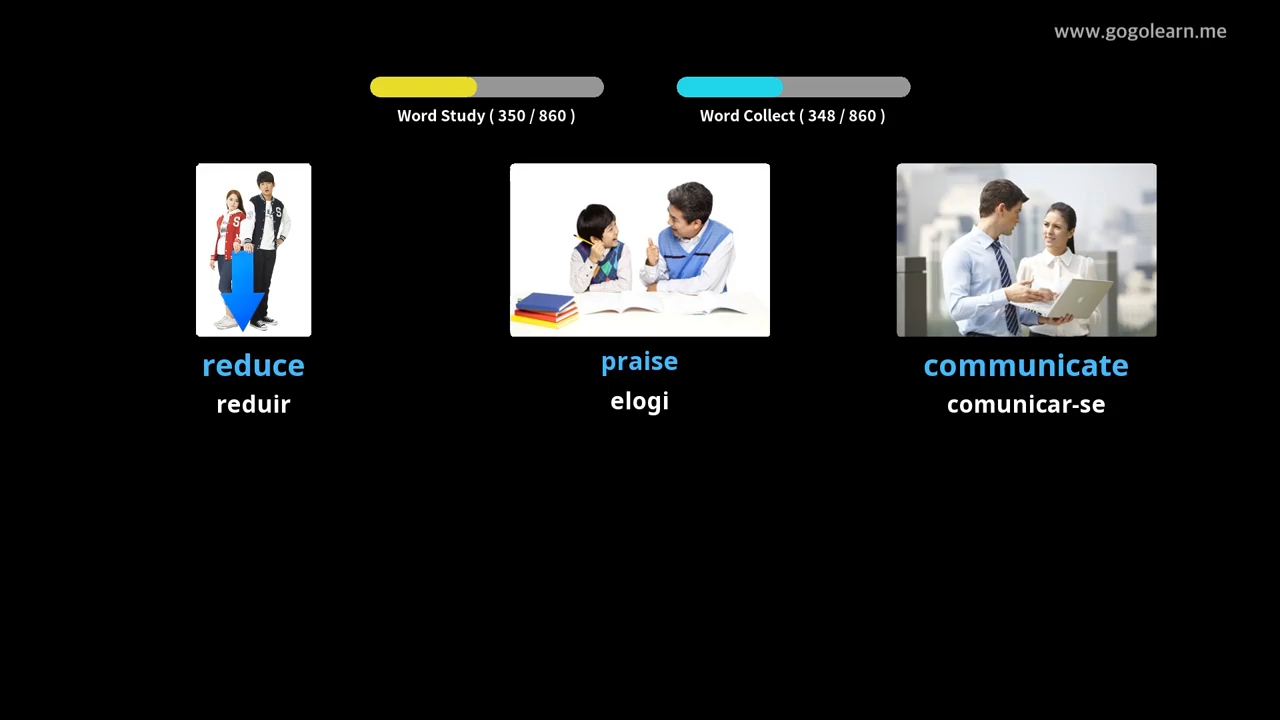 www.gogolearn.me
Word Study ( 350 / 860 )
Word Collect ( 348 / 860 )
reduce
reduir
praise
elogi
communicate
comunicar-se